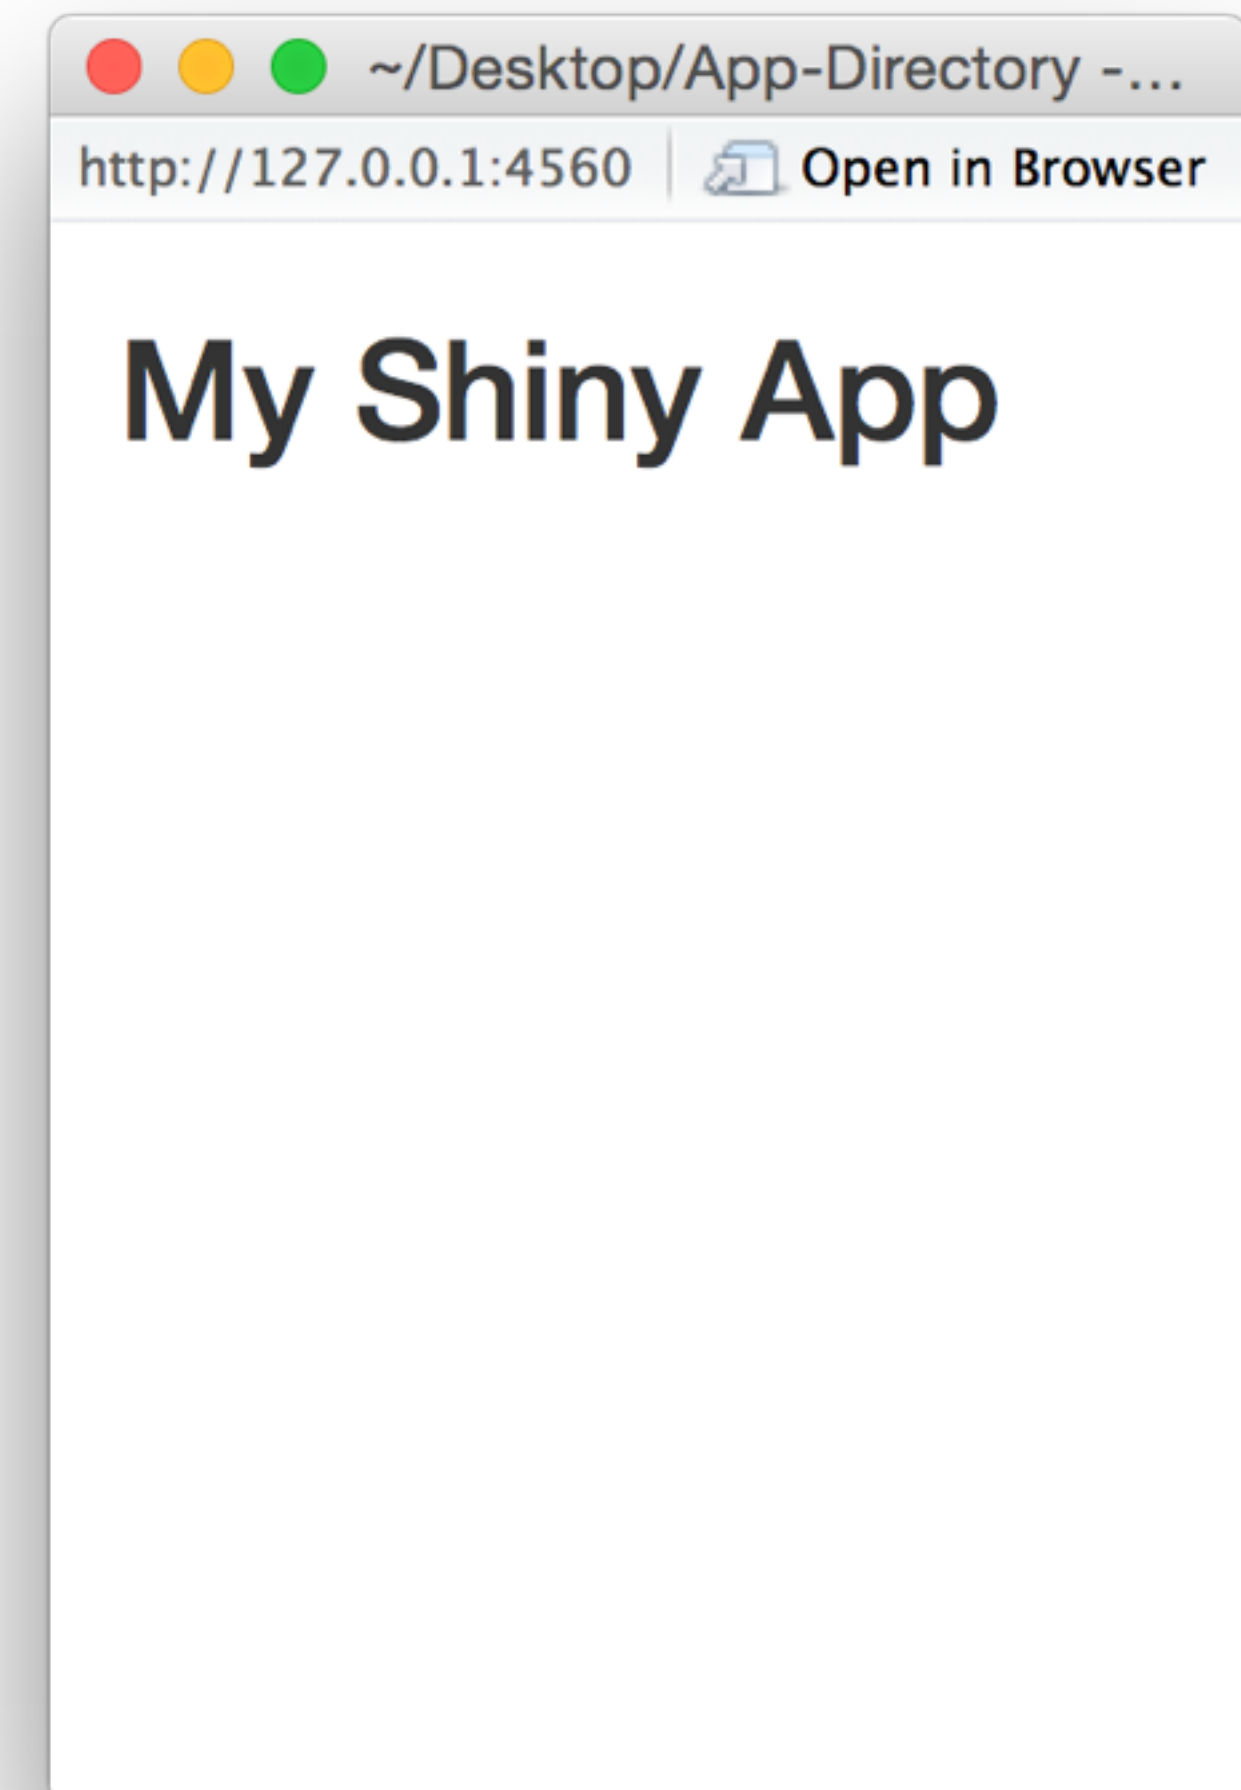 ~/Desktop/App-Directory -...
http://127.0.0.1:4560 Open in Browser
My Shiny App